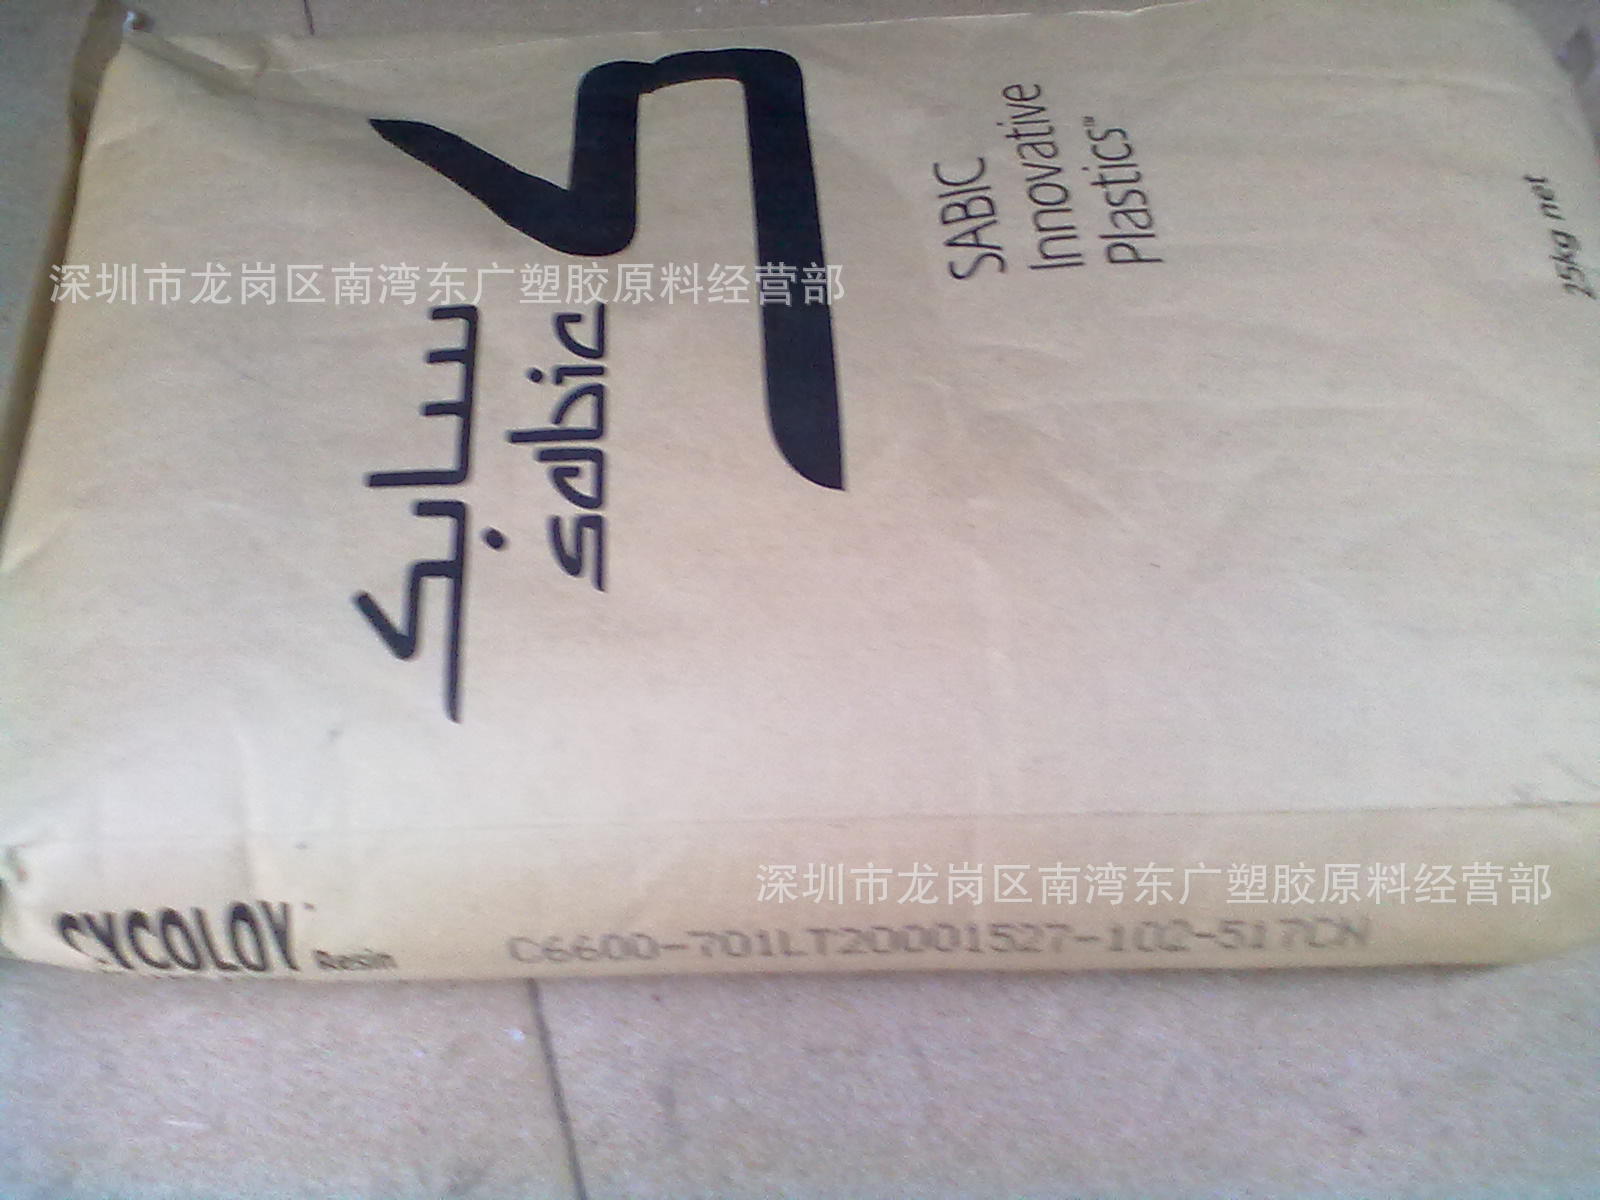 سابك
sabic
SABIC
Innovative
Plastics™
25kg net
深圳市龙岗区南湾东广塑胶原料经营部
深圳市龙岗区南湾东广塑胶原料经营部
CYCOLOY™ Resin C6600-701LT20001527-102-517CN